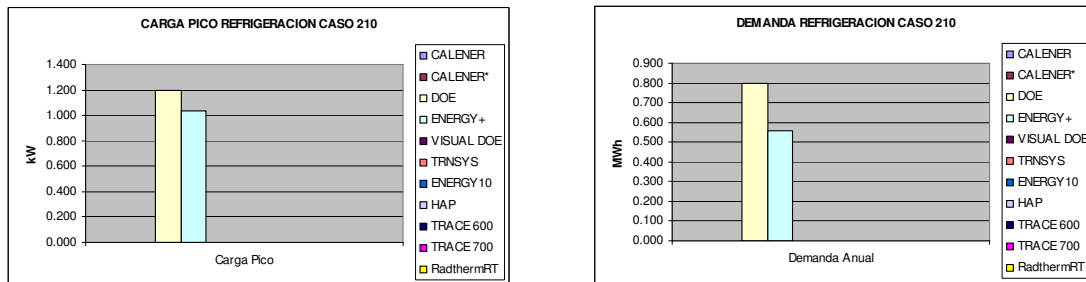 CARGA PICO REFRIGERACION CASO 210
1.400
1.200
1.000
0.800
0.600
0.400
0.200
0.000
kW
Carga Pico
CALENER
CALENER*
DOE
ENERGY+
VISUAL DOE
TRNSYS
ENERGY10
HAP
TRACE 600
TRACE 700
RadthermRT
DEMANDA REFRIGERACION CASO 210
0.900
0.800
0.700
0.600
0.500
0.400
0.300
0.200
0.100
0.000
MWh
Demanda Anual
CALENER
CALENER*
DOE
ENERGY+
VISUAL DOE
TRNSYS
ENERGY10
HAP
TRACE 600
TRACE 700
RadthermRT